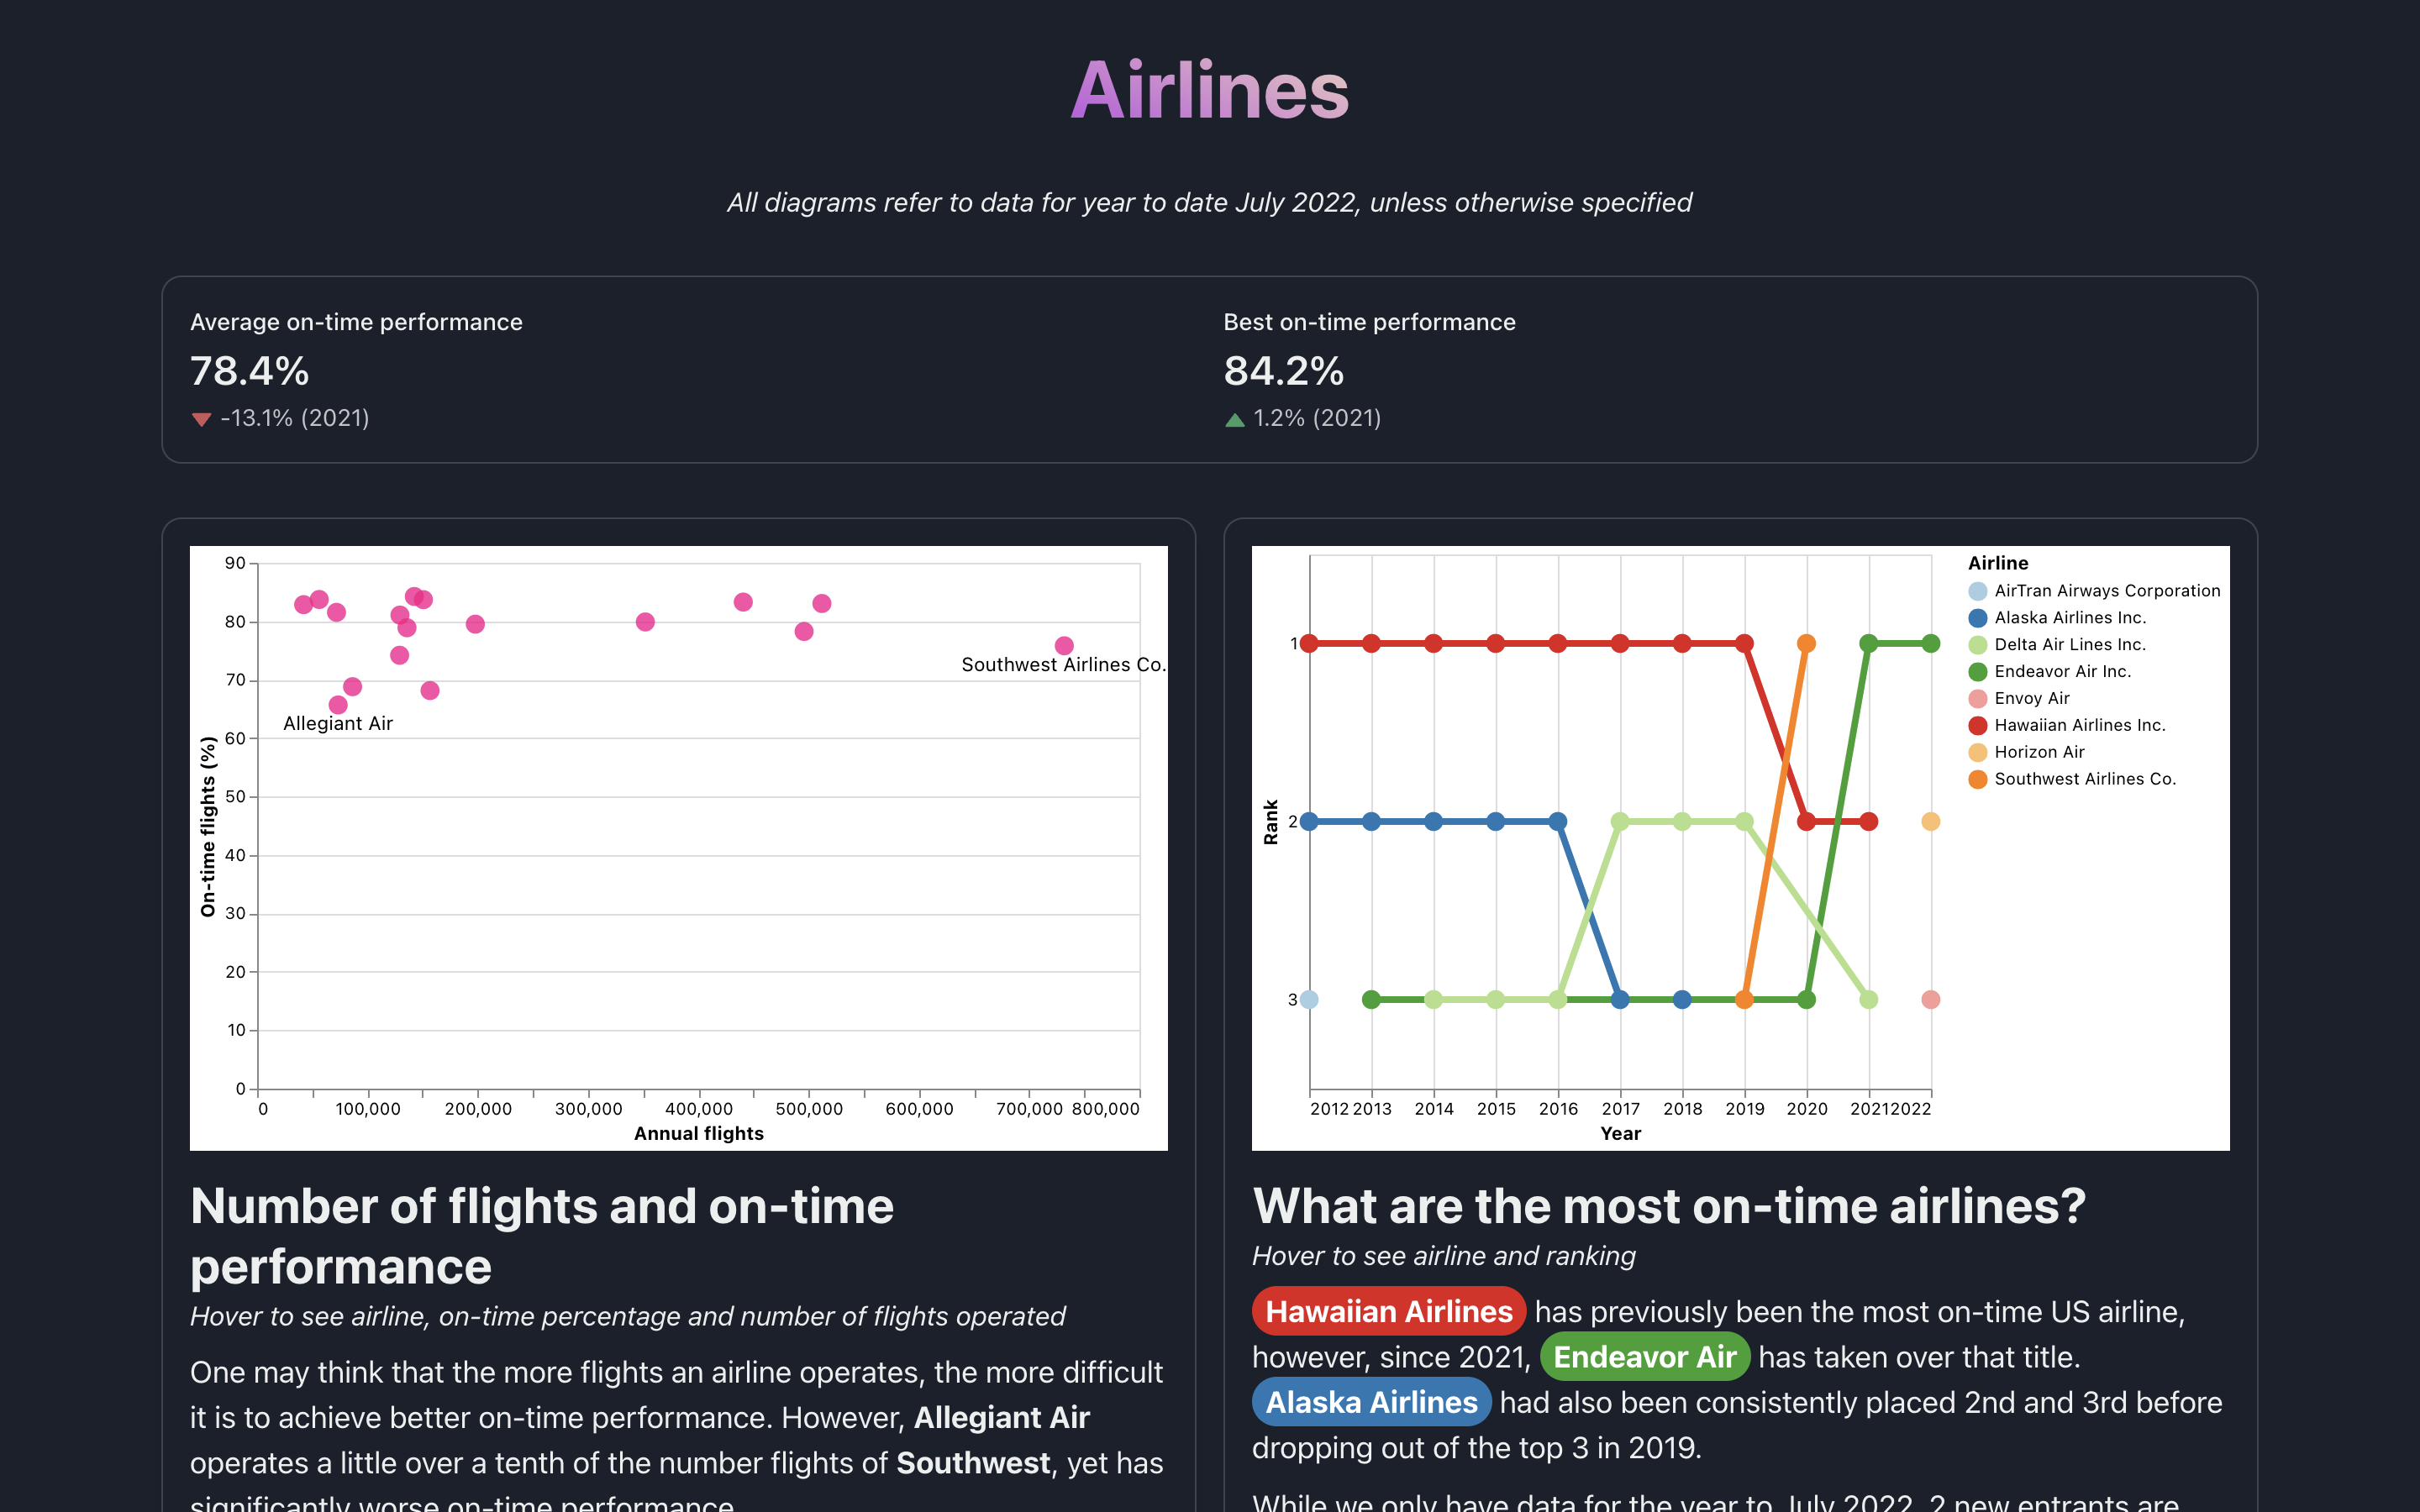 Airlines
All diagrams refer to data for year to date July 2022, unless otherwise specified
Average on-time performance
78.4%
-13.1% (2021)
Best on-time performance
84.2%
1.2% (2021)
90
80
70
60
50
40
30
20
10
0
On-time flights (%)
Southwest Airlines Co.
Allegiant Air
0 100,000 200,000 300,000 400,000 500,000 600,000 700,000 800,000
Annual flights
Number of flights and on-time
performance
Hover to see airline, on-time percentage and number of flights operated
One may think that the more flights an airline operates, the more difficult
it is to achieve better on-time performance. However, Allegiant Air
operates a little over a tenth of the number flights of Southwest, yet has
significantly worse on-time performance.
1
2
3
Rank
2012 2013 2014 2015 2016 2017 2018 2019 2020 2021 2022
Year
Airline
AirTran Airways Corporation
Alaska Airlines Inc.
Delta Air Lines Inc.
Endeavor Air Inc.
Envoy Air
Hawaiian Airlines Inc.
Horizon Air
Southwest Airlines Co.
What are the most on-time airlines?
Hover to see airline and ranking
Hawaiian Airlines has previously been the most on-time US airline,
however, since 2021, Endeavor Air has taken over that title.
Alaska Airlines had also been consistently placed 2nd and 3rd before
dropping out of the top 3 in 2019.
While we only have data for the year to July 2022, 2 new entrants are